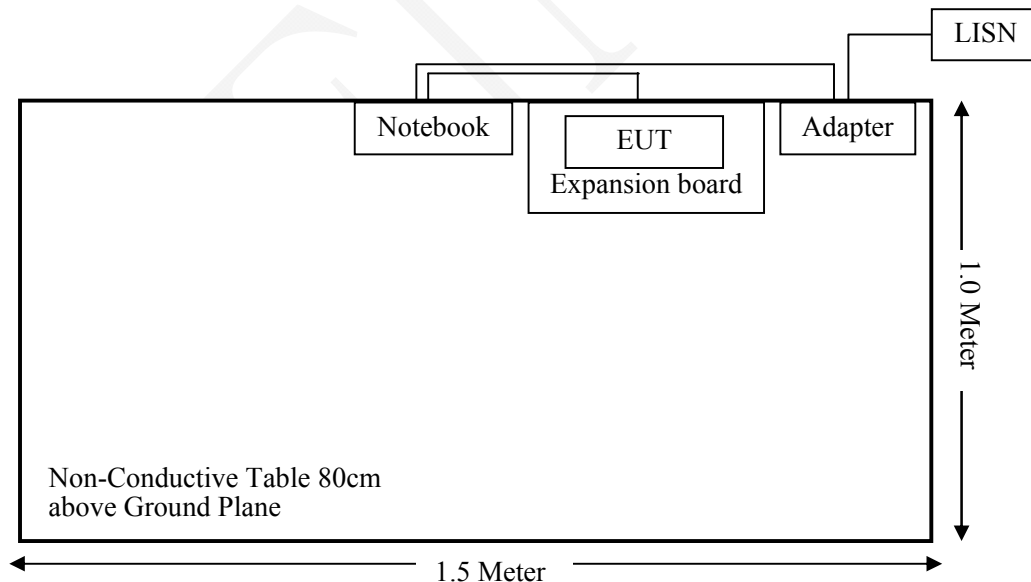 LISN
Notebook
EUT
Adapter
Expansion board
1.0 Meter
Non-Conductive Table 80cm
above Ground Plane
1.5 Meter